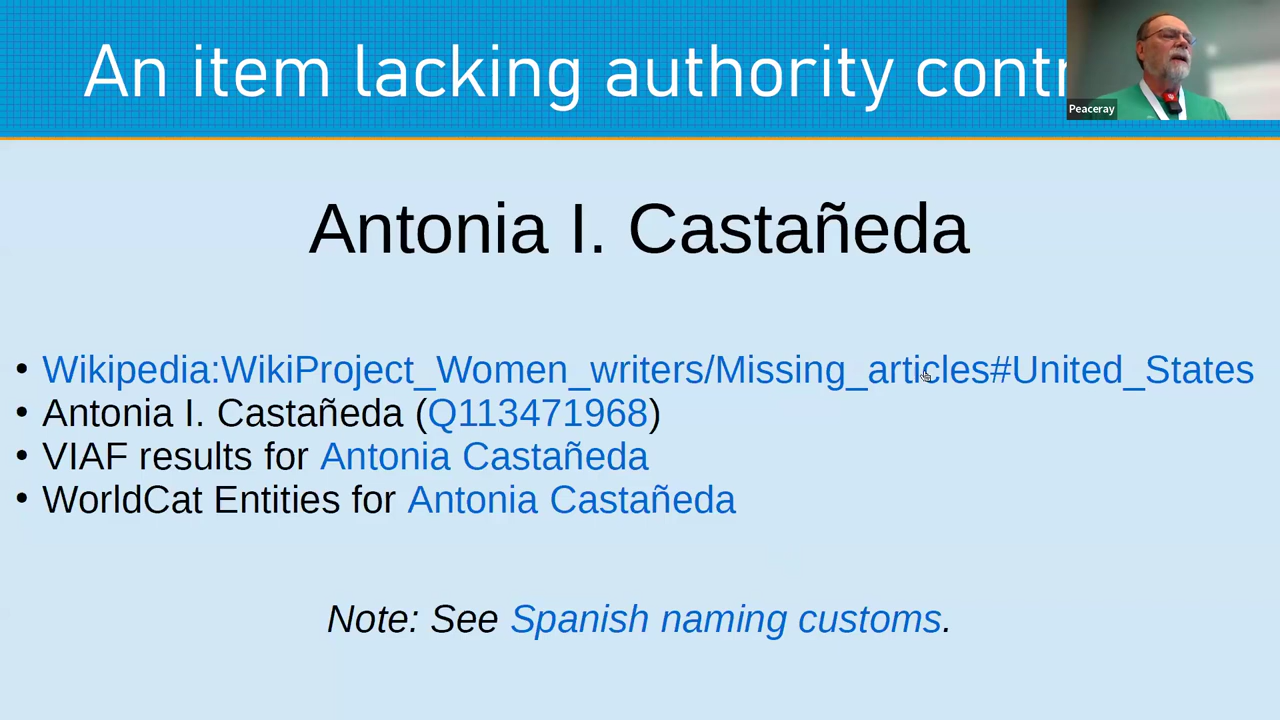 An item lacking authority contr
Peaceray
Antonia I. Castañeda
• Wikipedia:WikiProject_Women_writers/Missing_articles#United_States
• Antonia I. Castañeda (Q113471968)
• VIAF results for Antonia Castañeda
• WorldCat Entities for Antonia Castañeda
Note: See Spanish naming customs.